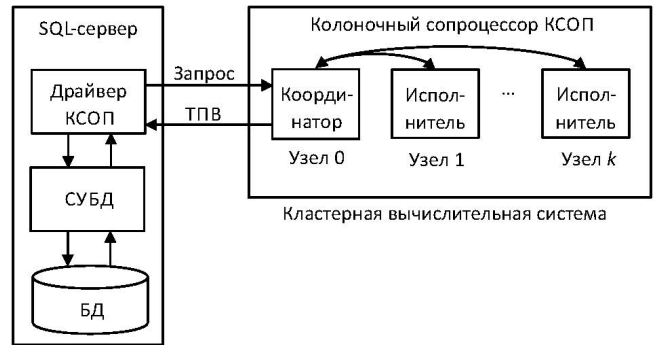 SQL-сервер
Драйвер
КСОП
СУБД
БД
Запрос
ТПВ
Колоночный сопроцессор КСОП
Коорди-
натор
Узел 0
Испол-
нитель
Узел 1
...
Испол-
нитель
Узел k
Кластерная вычислительная система